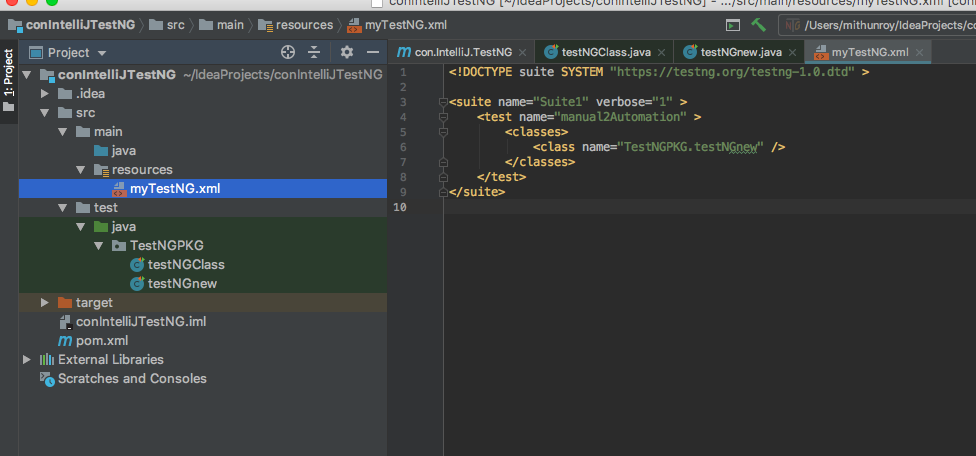 conIntelliJTestNG [~/IdeaProjects/conIntelliJTestNG] - .../src/main/resources/myTestNG.xml [conI
conIntelliJTestNG src main resources myTestNG.xml /Users/mithunroy/IdeaProjects/c
1: Project
Project
con.IntelliJ.TestNG testNGClass.java testNGnew.java myTestNG.xml
conIntelliJTestNG ~/IdeaProjects/conIntelliJTestNG
.idea
src
main
java
resources
myTestNG.xml
test
java
TestNGPKG
testNGClass
testNGnew
target
conIntelliJTestNG.iml
pom.xml
External Libraries
Scratches and Consoles
1 <!DOCTYPE suite SYSTEM "https://testng.org/testng-1.0.dtd" >
2
3 <suite name="Suite1" verbose="1" >
4 <test name="manual2Automation" >
5 <classes>
6 <class name="TestNGPKG.testNGnew" />
7 </classes>
8 </test>
9 </suite>
10